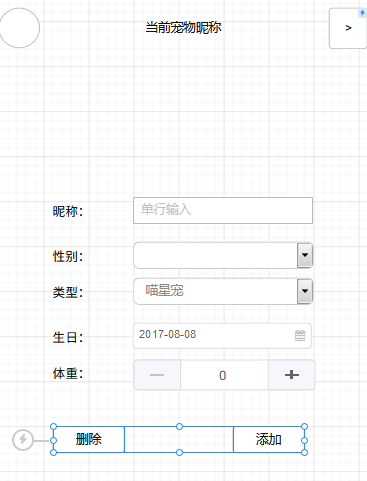 当前宠物昵称
>
昵称：
单行输入
性别：
类型：
喵星宠
生日：
2017-08-08
体重：
— 0 +
删除 添加